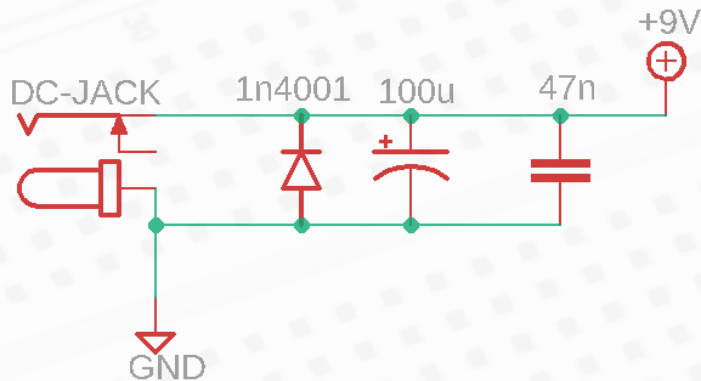 +9V
DC-JACK
1n4001
100u
47n
GND